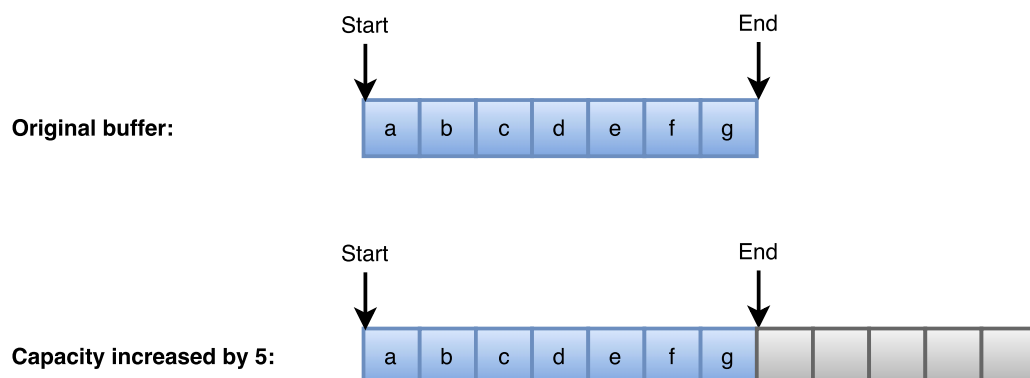 Start
End
Original buffer:
a b c d e f g
Start
End
Capacity increased by 5:
a b c d e f g